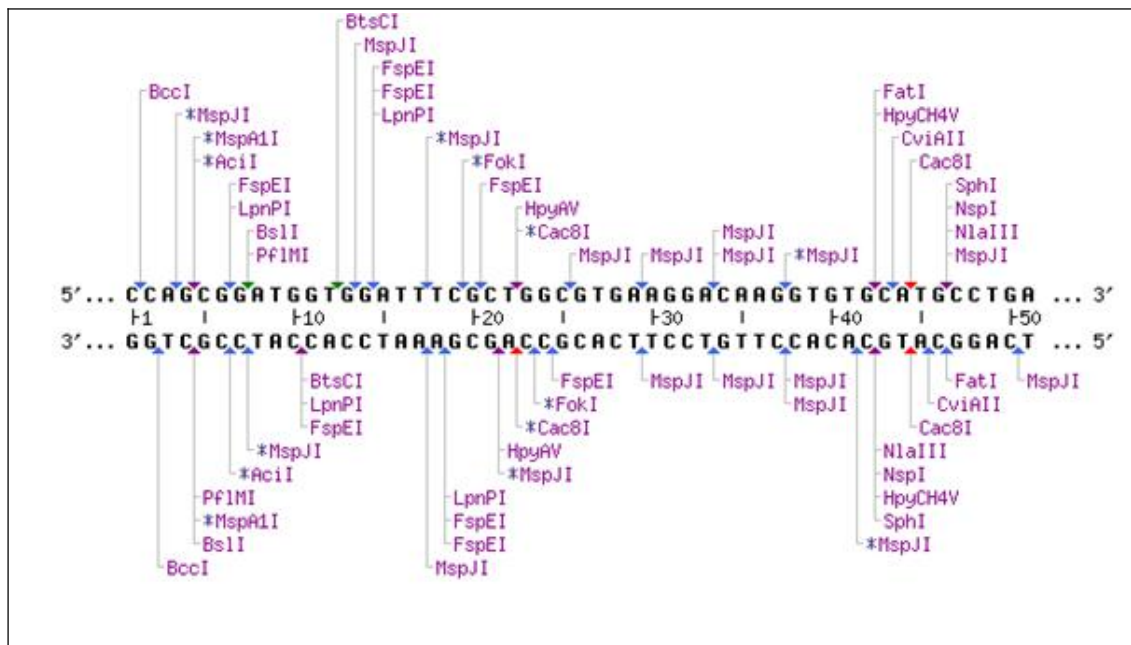 BtsCI
MspJI
FspEI
BccI FspEI FatI
*MspJI LpnPI HpyCH4V
*MspA1I *MspJI CviAII
*AciI *FokI Cac8I
FspEI FspEI SphI
LpnPI HpyAV NspI
BslI *Cac8I MspJI NlaIII
PflMI MspJI MspJI MspJI *MspJI MspJI
5′... CCAGCGGATGGTGGATTTCGCTGGCGTGAAGGACAAGGTGTGCATGCCTGA ... 3′
1 10 20 30 40 50
3′... GGTCGCCTACCACCTAAAGCGACCGCACTTCCTGTTCCACACGTACGGACT ... 5′
BtsCI FspEI MspJI MspJI MspJI FatI MspJI
LpnPI *FokI MspJI CviAII
FspEI *Cac8I Cac8I
*MspJI HpyAV NlaIII
*AciI *MspJI NspI
PflMI LpnPI HpyCH4V
*MspA1I FspEI SphI
BslI FspEI *MspJI
BccI MspJI